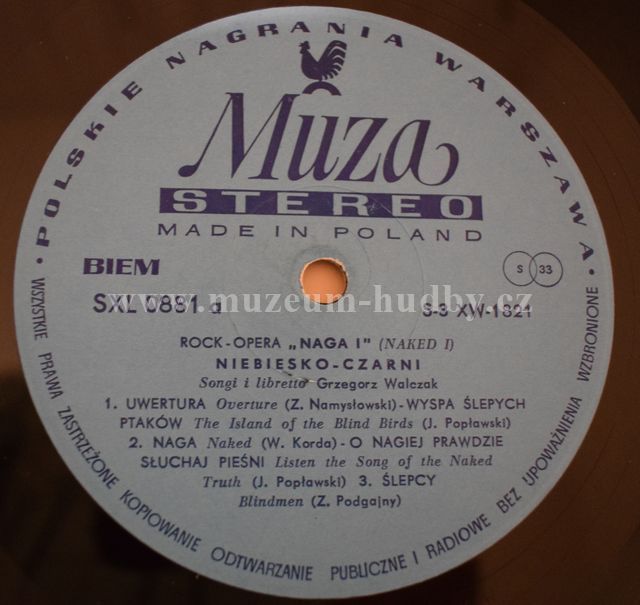 • POLSKIE NAGRANIA WARSZAWA •
Muza
STEREO
MADE IN POLAND
BIEM
S 33
SXL 0881 a
S-3 XW-1321
www.muzeum-hudby.cz
ROCK-OPERA „NAGA I" (NAKED I)
NIEBIESKO-CZARNI
Songi i libretto Grzegorz Walczak
1. UWERTURA Overture (Z. Namysłowski) - WYSPA ŚLEPYCH
PTAKÓW The Island of the Blind Birds (J. Popławski)
2. NAGA Naked (W. Korda) - O NAGIEJ PRAWDZIE
SŁUCHAJ PIEŚNI Listen the Song of the Naked
Truth (J. Popławski) 3. ŚLEPCY
Blindmen (Z. Podgajny)
WSZYSTKIE PRAWA ZASTRZEŻONE KOPIOWANIE ODTWARZANIE PUBLICZNE I RADIOWE BEZ UPOWAŻNIENIA WZBRONIONE